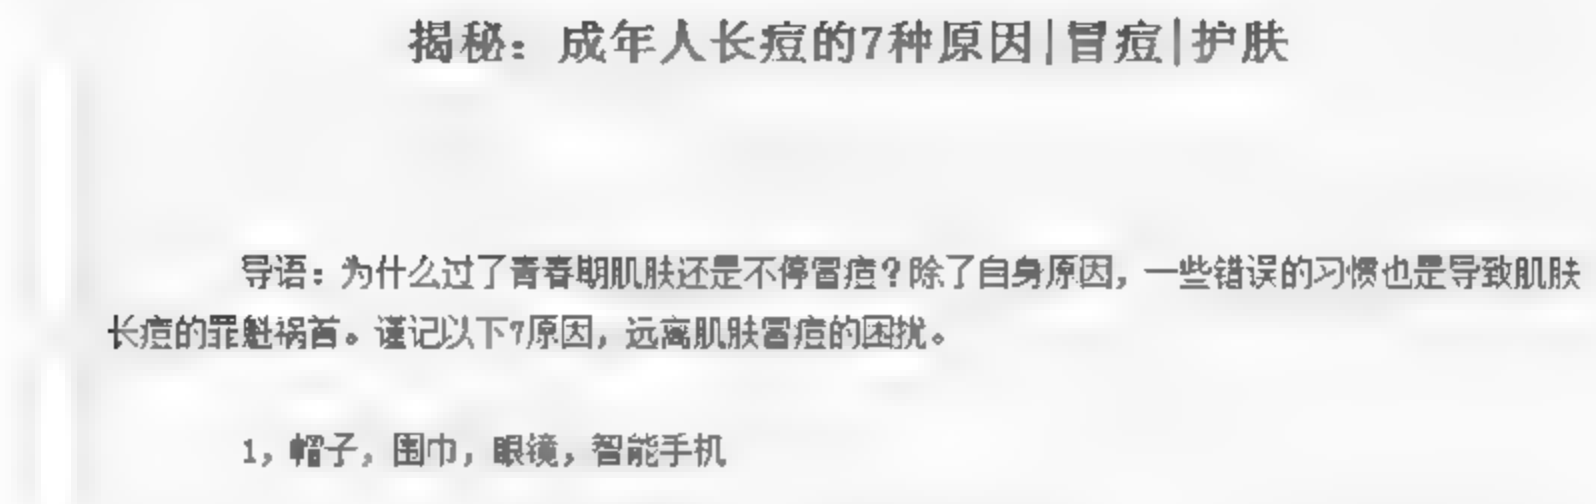 揭秘：成年人长痘的7种原因|冒痘|护肤
导语：为什么过了青春期肌肤还是不停冒痘？除了自身原因，一些错误的习惯也是导致肌肤
长痘的罪魁祸首。谨记以下7原因，远离肌肤冒痘的困扰。
1，帽子，围巾，眼镜，智能手机